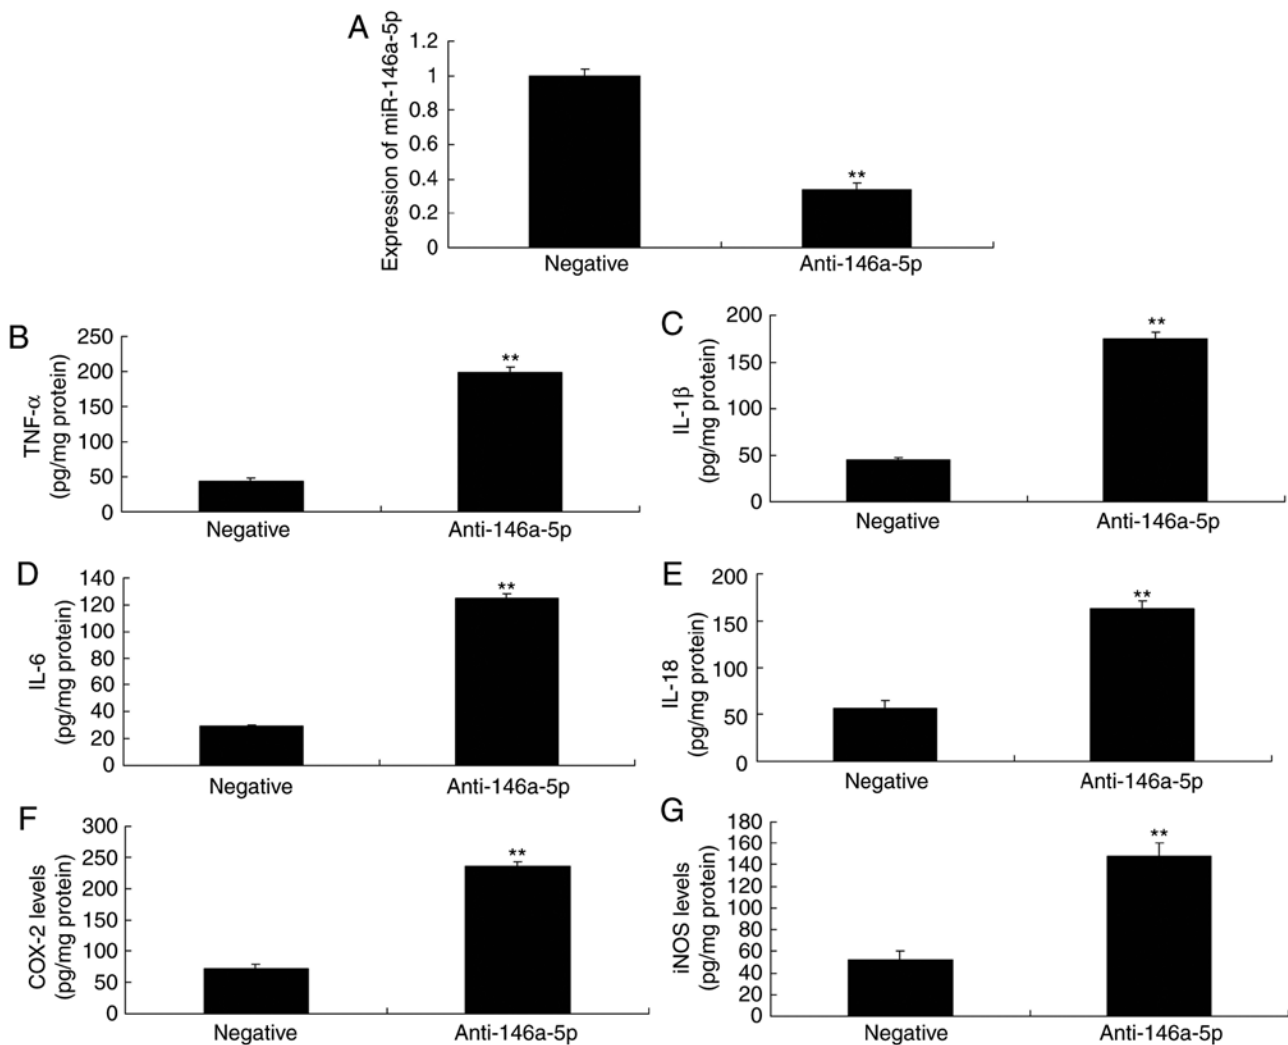 A
Expression of miR-146a-5p
1.2
1
0.8
0.6
0.4
0.2
0
**
Negative
Anti-146a-5p
B
TNF-α
(pg/mg protein)
250
200
150
100
50
0
**
Negative
Anti-146a-5p
C
IL-1β
(pg/mg protein)
200
150
100
50
0
**
Negative
Anti-146a-5p
D
IL-6
(pg/mg protein)
140
120
100
80
60
40
20
0
**
Negative
Anti-146a-5p
E
IL-18
(pg/mg protein)
200
150
100
50
0
**
Negative
Anti-146a-5p
F
COX-2 levels
(pg/mg protein)
300
250
200
150
100
50
0
**
Negative
Anti-146a-5p
G
iNOS levels
(pg/mg protein)
180
160
140
120
100
80
60
40
20
0
**
Negative
Anti-146a-5p